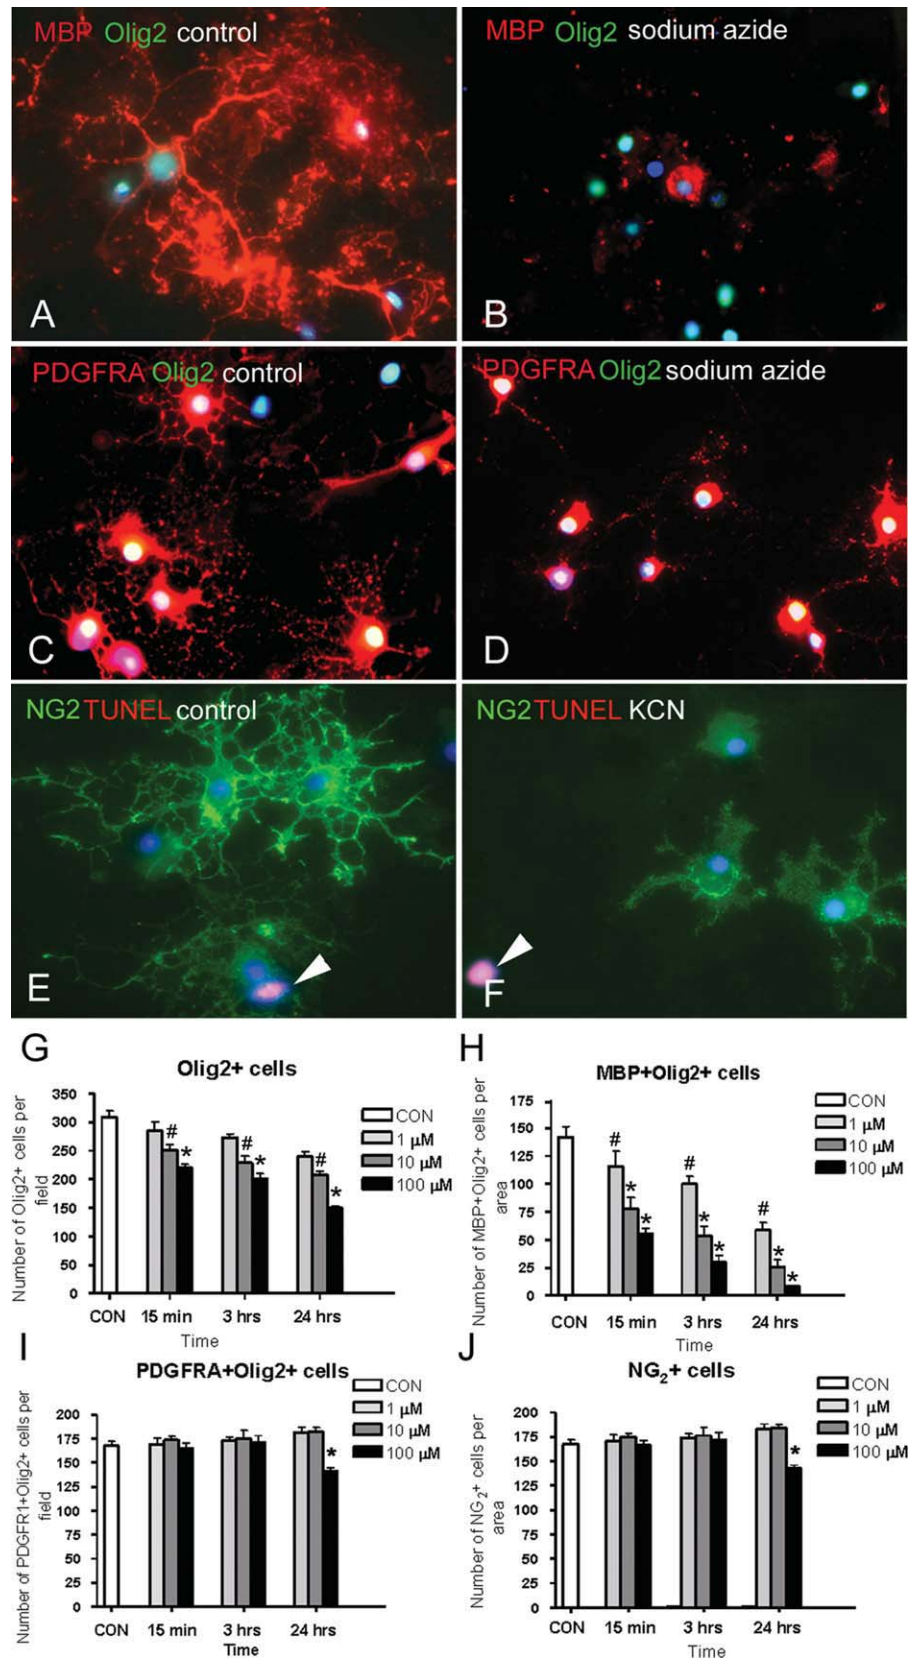 MBP Olig2 control
A
MBP Olig2 sodium azide
B
PDGFRA Olig2 control
C
PDGFRA Olig2 sodium azide
D
NG2 TUNEL control
E
NG2 TUNEL KCN
F
G
Olig2+ cells
Number of Olig2+ cells per
field
350
300
250
200
150
100
50
0
# * # * # *
CON 15 min 3 hrs 24 hrs
Time
CON
1 μM
10 μM
100 μM
H
MBP+Olig2+ cells
Number of MBP+Olig2+ cells per
area
175
150
125
100
75
50
25
0
# * * # * * # * *
CON 15 min 3 hrs 24 hrs
Time
CON
1 μM
10 μM
100 μM
I
PDGFRA+Olig2+ cells
Number of PDGFR1+Olig2+ cells per
field
200
175
150
125
100
75
50
25
0
*
CON 15 min 3 hrs 24 hrs
Time
CON
1 μM
10 μM
100 μM
J
NG₂+ cells
Number of NG₂+ cells per
area
200
175
150
125
100
75
50
25
0
*
CON 15 min 3 hrs 24 hrs
Time
CON
1 μM
10 μM
100 μM